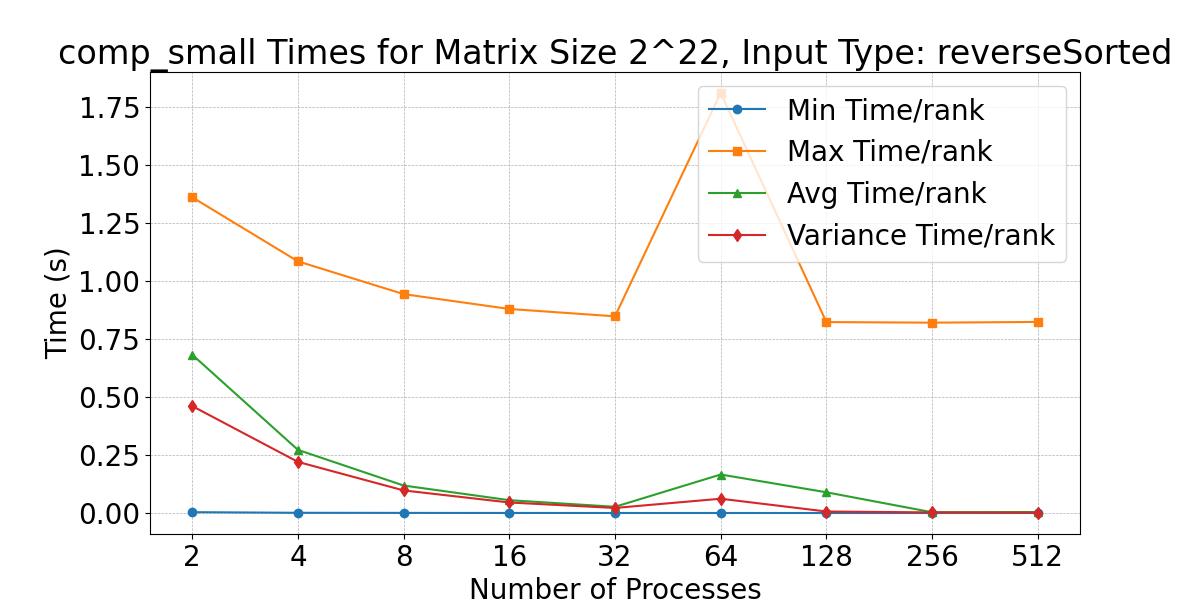 comp_small Times for Matrix Size 2^22, Input Type: reverseSorted
Min Time/rank
Max Time/rank
Avg Time/rank
Variance Time/rank
Time (s)
1.75
1.50
1.25
1.00
0.75
0.50
0.25
0.00
2 4 8 16 32 64 128 256 512
Number of Processes